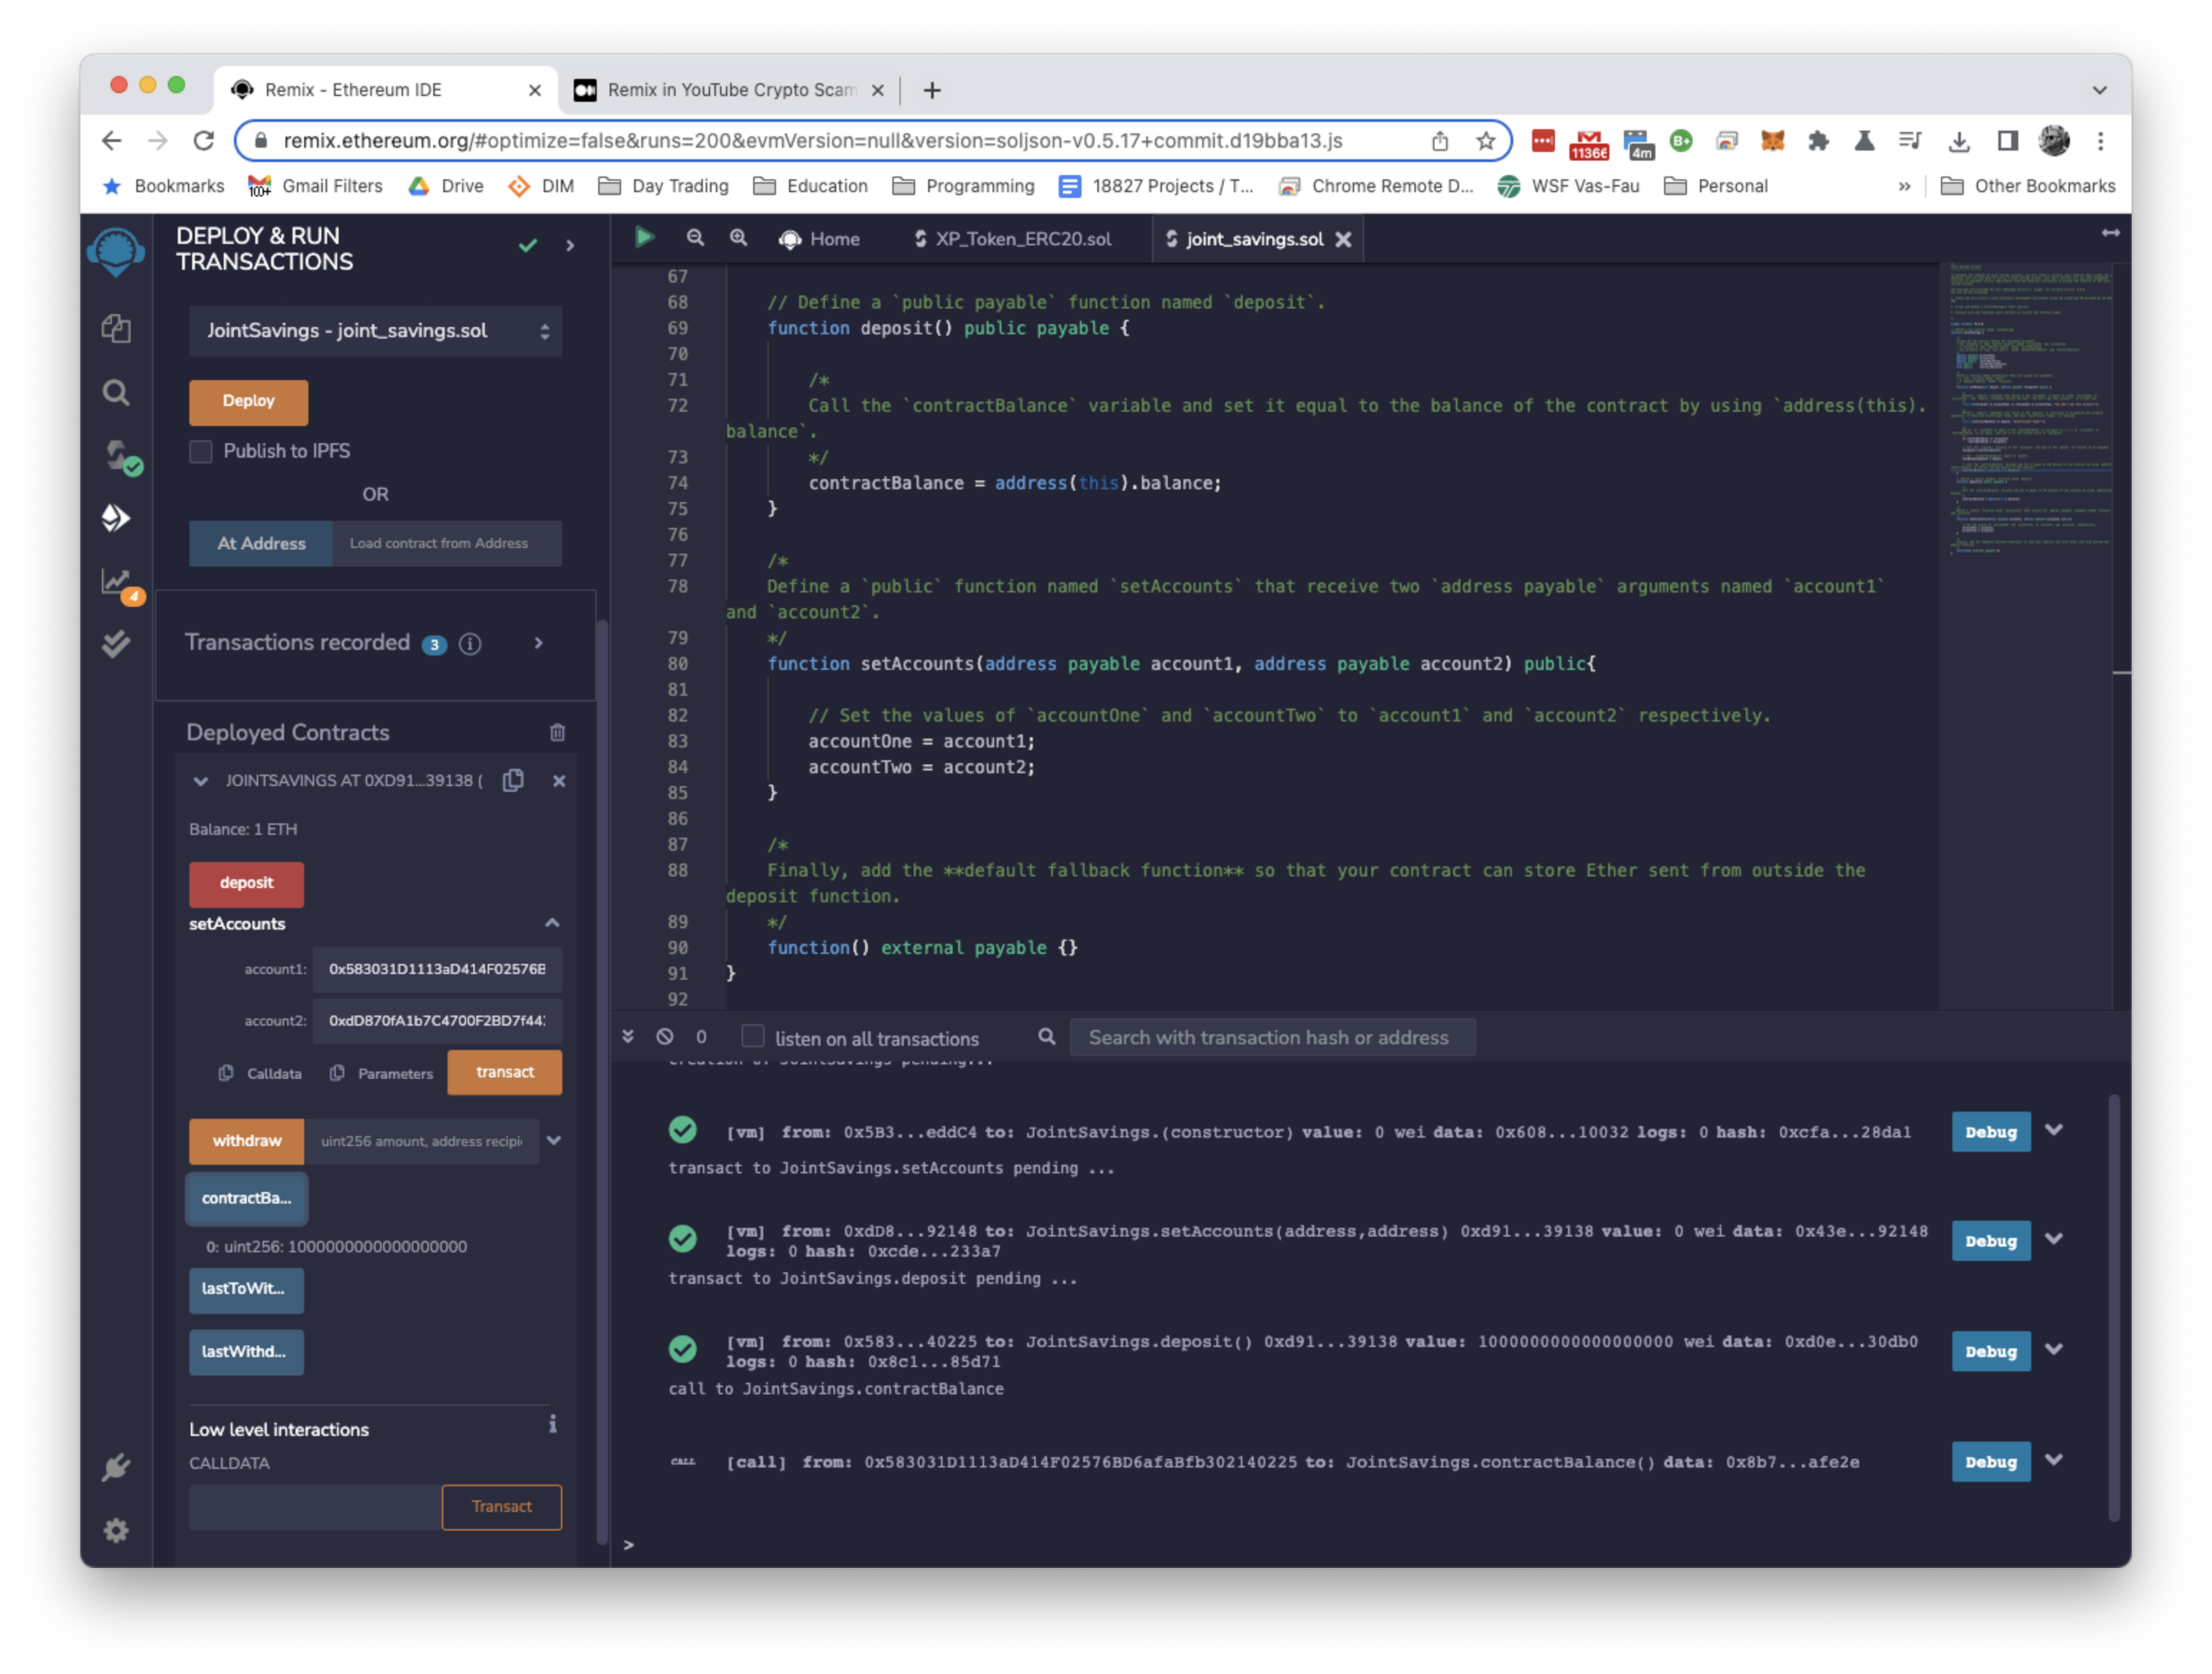 Remix - Ethereum IDE
Remix in YouTube Crypto Scam
remix.ethereum.org/#optimize=false&runs=200&evmVersion=null&version=soljson-v0.5.17+commit.d19bba13.js
4m
B+
Bookmarks
100+
Gmail Filters
Drive
DIM
Day Trading
Education
Programming
18827 Projects / T...
Chrome Remote D...
WSF Vas-Fau
Personal
»
Other Bookmarks
DEPLOY & RUN
TRANSACTIONS
JointSavings - joint_savings.sol
Deploy
Publish to IPFS
OR
At Address
Load contract from Address
4
Transactions recorded 3
Deployed Contracts
JOINTSAVINGS AT 0XD91...39138 (
Balance: 1 ETH
deposit
setAccounts
account1: 0x583031D1113aD414F02576B
account2: 0xdD870fA1b7C4700F2BD7f44
Calldata
Parameters
transact
withdraw
uint256 amount, address recipi
contractBa...
0: uint256: 1000000000000000000
lastToWit...
lastWithd...
Low level interactions
CALLDATA
Transact
Home
XP_Token_ERC20.sol
joint_savings.sol
67
68 // Define a `public payable` function named `deposit`.
69 function deposit() public payable {
70
71 /*
72 Call the `contractBalance` variable and set it equal to the balance of the contract by using `address(this).
balance`.
73 */
74 contractBalance = address(this).balance;
75 }
76
77 /*
78 Define a `public` function named `setAccounts` that receive two `address payable` arguments named `account1`
and `account2`.
79 */
80 function setAccounts(address payable account1, address payable account2) public{
81
82 // Set the values of `accountOne` and `accountTwo` to `account1` and `account2` respectively.
83 accountOne = account1;
84 accountTwo = account2;
85 }
86
87 /*
88 Finally, add the **default fallback function** so that your contract can store Ether sent from outside the
deposit function.
89 */
90 function() external payable {}
91 }
92
0
listen on all transactions
Search with transaction hash or address
creation of JointSavings pending...
[vm] from: 0x5B3...eddC4 to: JointSavings.(constructor) value: 0 wei data: 0x608...10032 logs: 0 hash: 0xcfa...28da1
Debug
transact to JointSavings.setAccounts pending ...
[vm] from: 0xdD8...92148 to: JointSavings.setAccounts(address,address) 0xd91...39138 value: 0 wei data: 0x43e...92148
logs: 0 hash: 0xcde...233a7
Debug
transact to JointSavings.deposit pending ...
[vm] from: 0x583...40225 to: JointSavings.deposit() 0xd91...39138 value: 1000000000000000000 wei data: 0xd0e...30db0
logs: 0 hash: 0x8c1...85d71
Debug
call to JointSavings.contractBalance
CALL [call] from: 0x583031D1113aD414F02576BD6afaBfb302140225 to: JointSavings.contractBalance() data: 0x8b7...afe2e
Debug
>